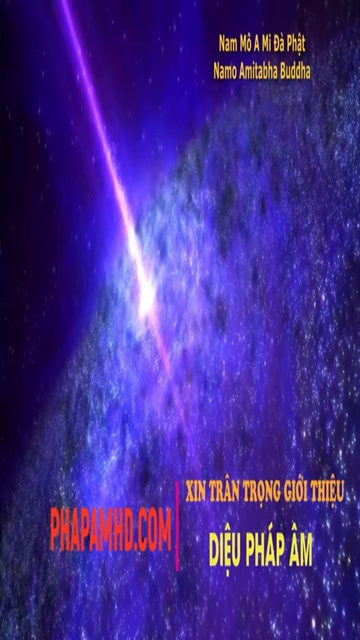 Nam Mô A Mi Đà Phật
Namo Amitabha Buddha
XIN TRÂN TRỌNG GIỚI THIỆU
PHAPAMHD.COM
DIỆU PHÁP ÂM